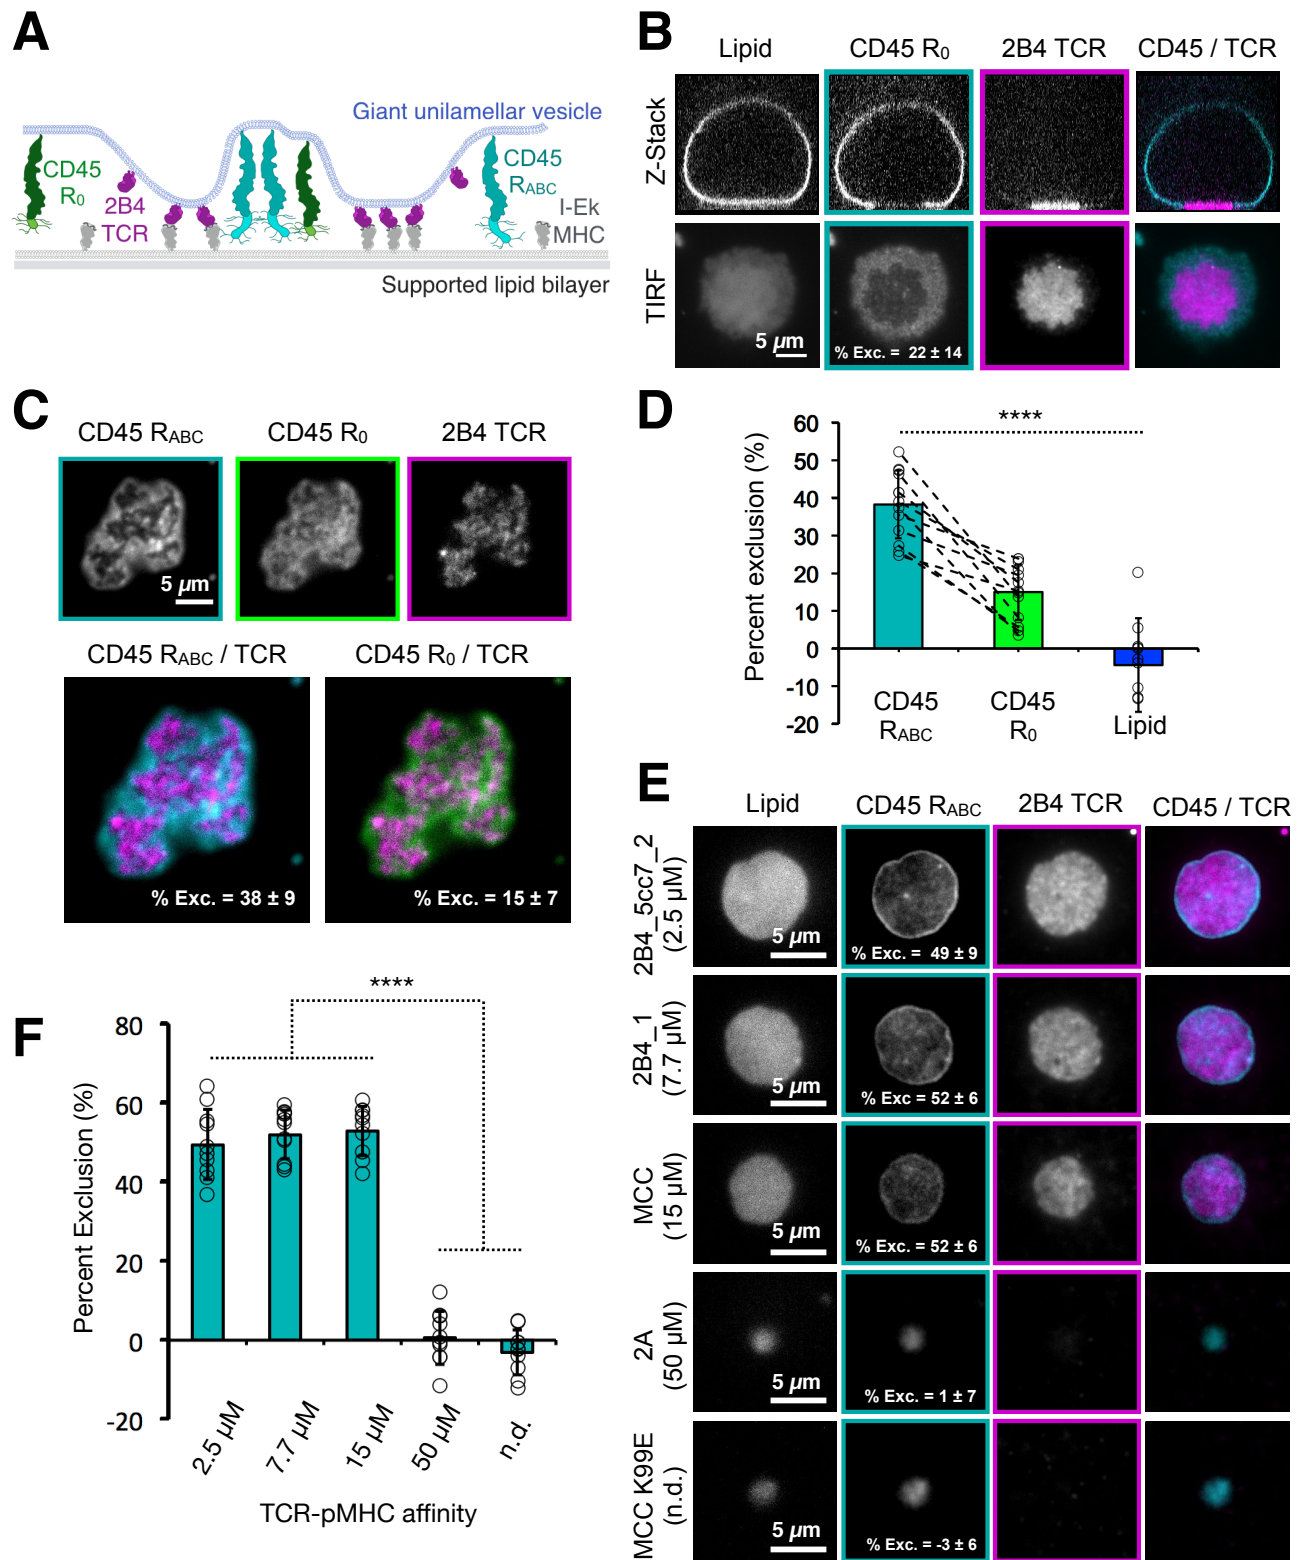 A
Giant unilamellar vesicle
CD45
R0
2B4
TCR
CD45
RABC
I-Ek
MHC
Supported lipid bilayer
B
Lipid
CD45 R0
2B4 TCR
CD45 / TCR
Z-Stack
TIRF
5 µm
% Exc. = 22 ± 14
C
CD45 RABC
CD45 R0
2B4 TCR
5 µm
CD45 RABC / TCR
CD45 R0 / TCR
% Exc. = 38 ± 9
% Exc. = 15 ± 7
D
****
Percent exclusion (%)
60
50
40
30
20
10
0
-10
-20
CD45
RABC
CD45
R0
Lipid
E
Lipid
CD45 RABC
2B4 TCR
CD45 / TCR
2B4_5cc7_2
(2.5 µM)
5 µm
% Exc. = 49 ± 9
2B4_1
(7.7 µM)
5 µm
% Exc = 52 ± 6
MCC
(15 µM)
5 µm
% Exc. = 52 ± 6
2A
(50 µM)
5 µm
% Exc. = 1 ± 7
MCC K99E
(n.d.)
5 µm
% Exc. = -3 ± 6
F
****
Percent Exclusion (%)
80
60
40
20
0
-20
2.5 µM
7.7 µM
15 µM
50 µM
n.d.
TCR-pMHC affinity